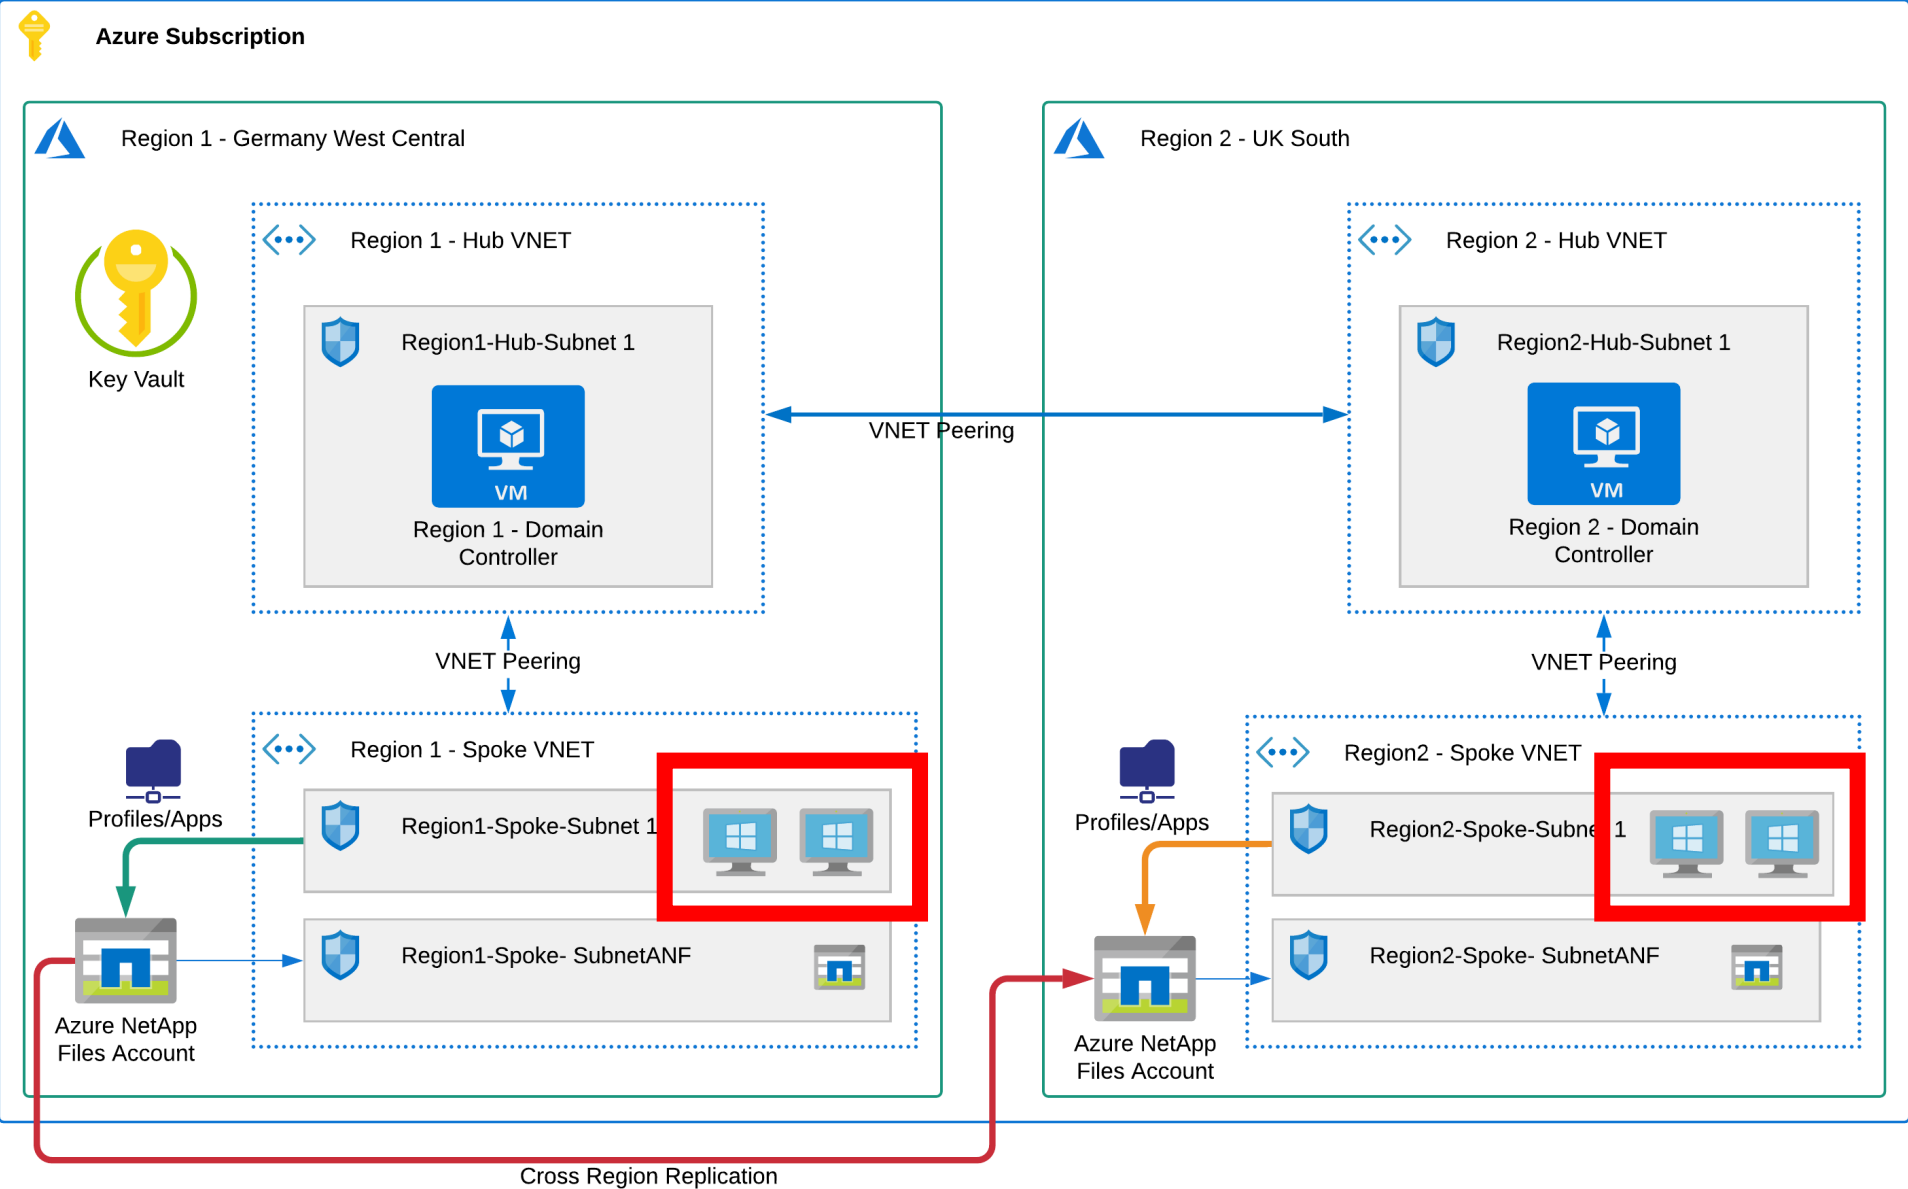 Azure Subscription
Region 1 - Germany West Central
Region 2 - UK South
Key Vault
Region 1 - Hub VNET
Region1-Hub-Subnet 1
VM
Region 1 - Domain
Controller
VNET Peering
Region 2 - Hub VNET
Region2-Hub-Subnet 1
VM
Region 2 - Domain
Controller
VNET Peering
VNET Peering
Profiles/Apps
Region 1 - Spoke VNET
Region1-Spoke-Subnet 1
Region1-Spoke- SubnetANF
Azure NetApp
Files Account
Profiles/Apps
Region2 - Spoke VNET
Region2-Spoke-Subnet 1
Region2-Spoke- SubnetANF
Azure NetApp
Files Account
Cross Region Replication